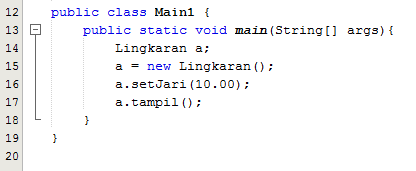 12 public class Main1 {
13 public static void main(String[] args){
14 Lingkaran a;
15 a = new Lingkaran();
16 a.setJari(10.00);
17 a.tampil();
18 }
19 }
20